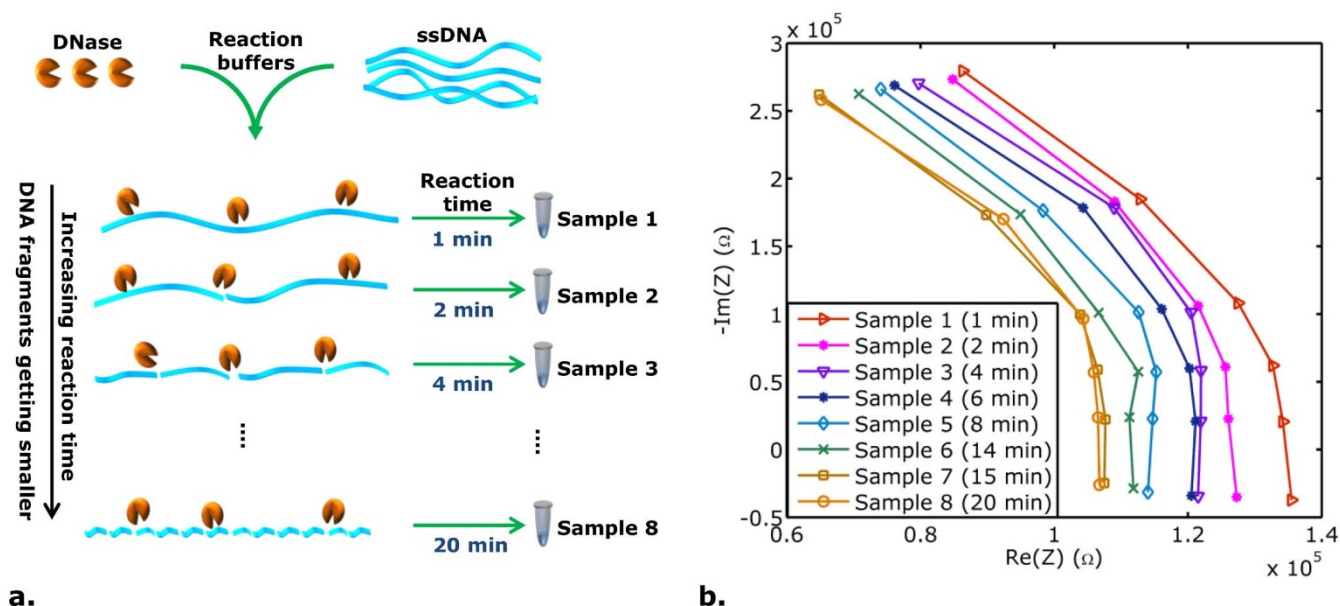 DNase
Reaction
buffers
ssDNA
DNA fragments getting smaller
Increasing reaction time
Reaction
time
1 min
Sample 1
2 min
Sample 2
4 min
Sample 3
....
....
20 min
Sample 8
a.
3 × 10⁵
2.5
2
1.5
1
0.5
0
-0.5
-Im(Z) (Ω)
Sample 1 (1 min)
Sample 2 (2 min)
Sample 3 (4 min)
Sample 4 (6 min)
Sample 5 (8 min)
Sample 6 (14 min)
Sample 7 (15 min)
Sample 8 (20 min)
0.6 0.8 1 1.2 1.4
Re(Z) (Ω)
x 10⁵
b.